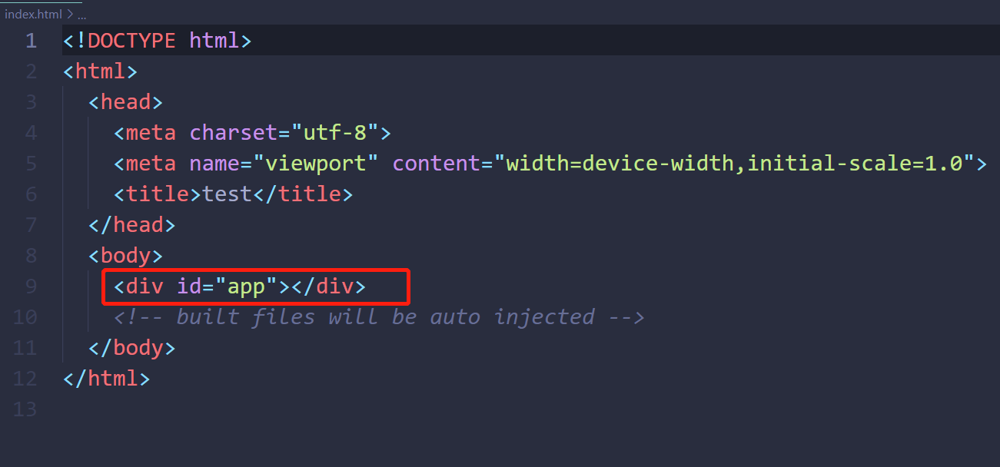 index.html > ...
1 <!DOCTYPE html>
2 <html>
3   <head>
4     <meta charset="utf-8">
5     <meta name="viewport" content="width=device-width,initial-scale=1.0">
6     <title>test</title>
7   </head>
8   <body>
9     <div id="app"></div>
10     <!-- built files will be auto injected -->
11   </body>
12 </html>
13